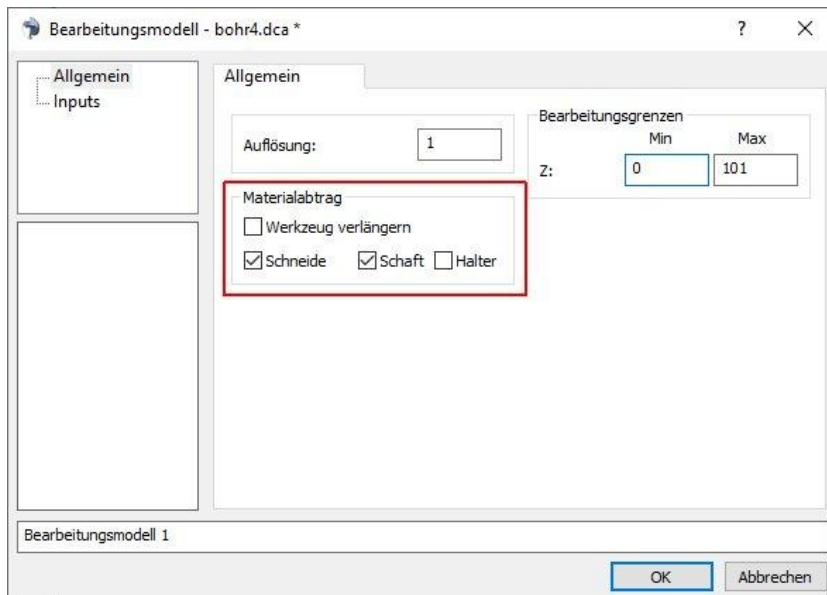 Bearbeitungsmodell - bohr4.dca *
?
Allgemein
Inputs
Allgemein
Auflösung:
1
Bearbeitungsgrenzen
Min
Max
Z:
0
101
Materialabtrag
Werkzeug verlängern
Schneide
Schaft
Halter
Bearbeitungsmodell 1
OK
Abbrechen